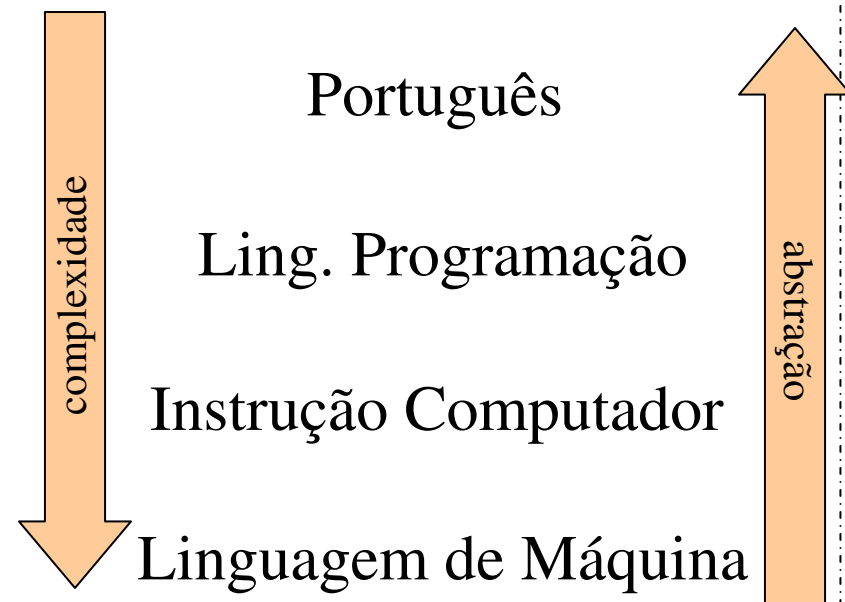 Português
complexidade
Ling. Programação
abstração
Instrução Computador
Linguagem de Máquina